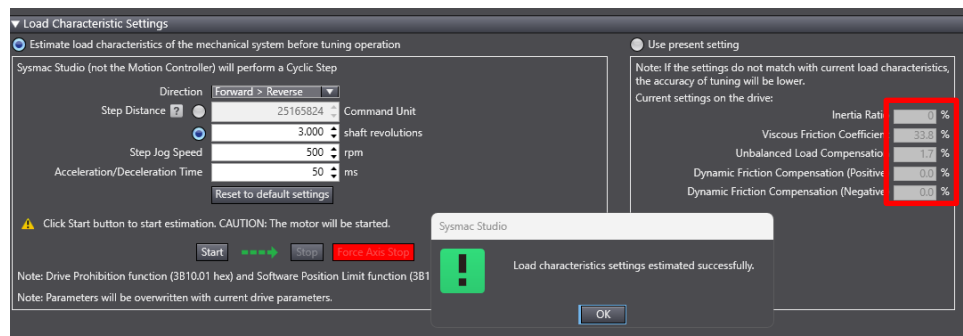 ▼ Load Characteristic Settings
Estimate load characteristics of the mechanical system before tuning operation
Sysmac Studio (not the Motion Controller) will perform a Cyclic Step
Direction Forward > Reverse ▼
Step Distance ? 25165824 Command Unit
3.000 shaft revolutions
Step Jog Speed 500 rpm
Acceleration/Deceleration Time 50 ms
Reset to default settings
Click Start button to start estimation. CAUTION: The motor will be started.
Start Stop Force Axis Stop
Note: Drive Prohibition function (3B10.01 hex) and Software Position Limit function (3B1
Note: Parameters will be overwritten with current drive parameters.
Use present setting
Note: If the settings do not match with current load characteristics,
the accuracy of tuning will be lower.
Current settings on the drive:
Inertia Rati 0 %
Viscous Friction Coefficien 33.8 %
Unbalanced Load Compensatio 1.7 %
Dynamic Friction Compensation (Positive 0.0 %
Dynamic Friction Compensation (Negative 0.0 %
Sysmac Studio
Load characteristics settings estimated successfully.
OK